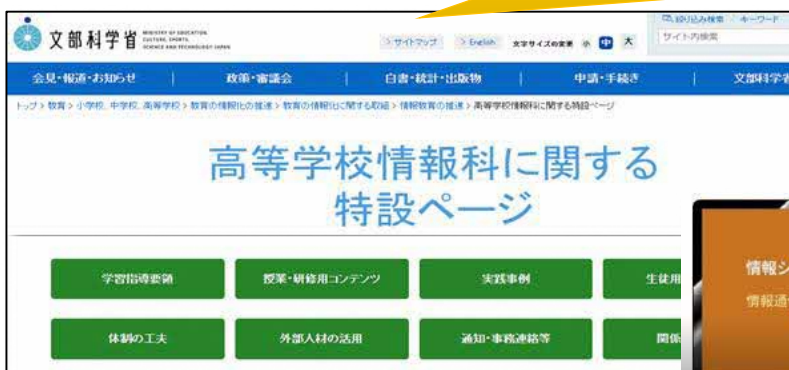 文部科学省
MINISTRY OF EDUCATION,
CULTURE, SPORTS,
SCIENCE AND TECHNOLOGY-JAPAN
サイトマップ
English
文字サイズの変更 小 中 大
絞り込み検索 キーワード
サイト内検索
会見・報道・お知らせ
政策・審議会
白書・統計・出版物
申請・手続き
文部科学省
トップ > 教育 > 小学校、中学校、高等学校 > 教育の情報化の推進 > 教育の情報化に関する取組 > 情報教育の推進 > 高等学校情報科に関する特設ページ
高等学校情報科に関する
特設ページ
学習指導要領
授業・研修用コンテンツ
実践事例
生徒用
体制の工夫
外部人材の活用
通知・事務連絡等
関係
情報シ
情報通